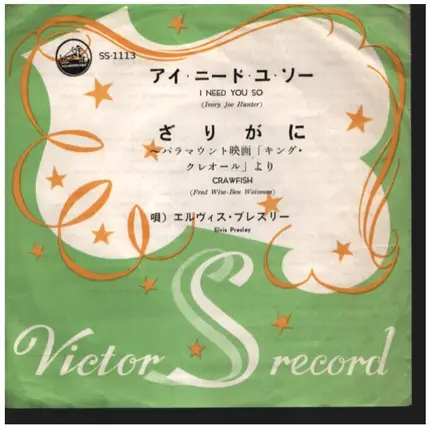 SS-1113
アイ・ニード・ユ・ソー
I NEED YOU SO
(Ivory Joe Hunter)
ざりがに
〜パラマウント映画「キング・
クレオール」より
CRAWFISH
(Fred Wise-Ben Weisman)
唄) エルヴィス・プレスリー
Elvis Presley
Victor S record